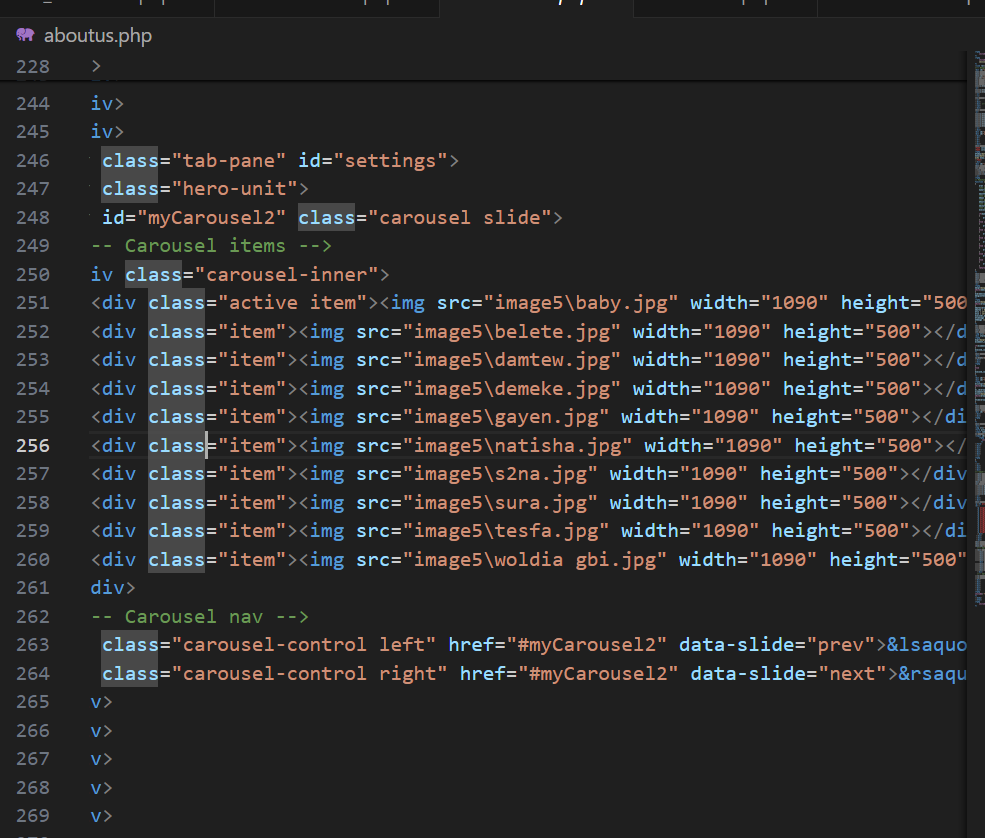 aboutus.php
228 >
244 iv>
245 iv>
246 class="tab-pane" id="settings">
247 class="hero-unit">
248 id="myCarousel2" class="carousel slide">
249 -- Carousel items -->
250 iv class="carousel-inner">
251 <div class="active item"><img src="image5\baby.jpg" width="1090" height="500
252 <div class="item"><img src="image5\belete.jpg" width="1090" height="500"></d
253 <div class="item"><img src="image5\damtew.jpg" width="1090" height="500"></d
254 <div class="item"><img src="image5\demeke.jpg" width="1090" height="500"></d
255 <div class="item"><img src="image5\gayen.jpg" width="1090" height="500"></di
256 <div class="item"><img src="image5\natisha.jpg" width="1090" height="500"></
257 <div class="item"><img src="image5\s2na.jpg" width="1090" height="500"></div
258 <div class="item"><img src="image5\sura.jpg" width="1090" height="500"></div
259 <div class="item"><img src="image5\tesfa.jpg" width="1090" height="500"></di
260 <div class="item"><img src="image5\woldia gbi.jpg" width="1090" height="500"
261 div>
262 -- Carousel nav -->
263 class="carousel-control left" href="#myCarousel2" data-slide="prev">&lsaquo
264 class="carousel-control right" href="#myCarousel2" data-slide="next">&rsaqu
265 v>
266 v>
267 v>
268 v>
269 v>